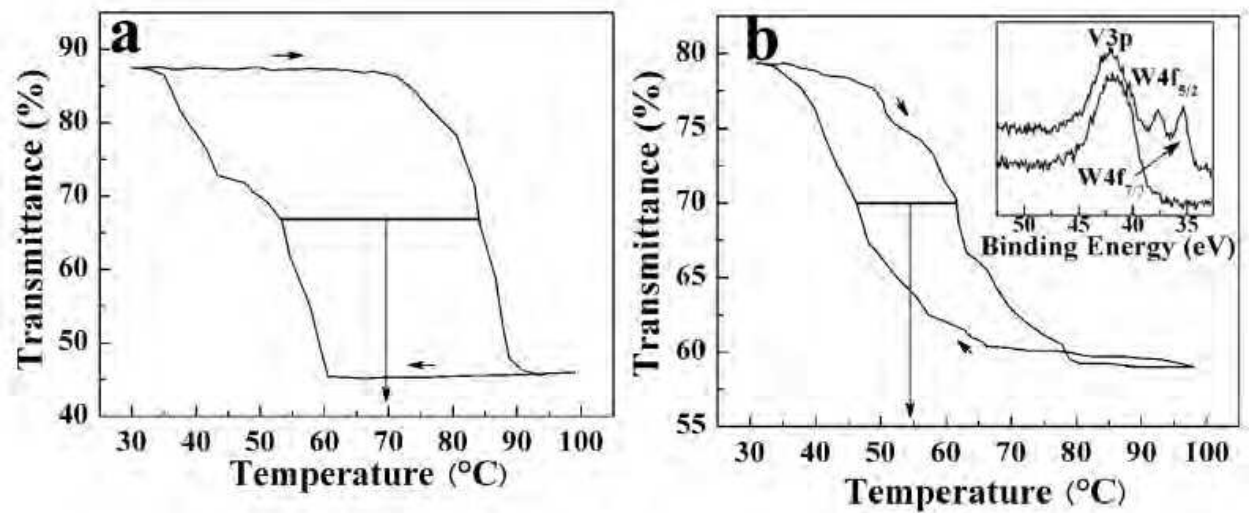 a
Transmittance (%)
90
80
70
60
50
40
30 40 50 60 70 80 90 100
Temperature (°C)
b
Transmittance (%)
80
75
70
65
60
55
30 40 50 60 70 80 90 100
Temperature (°C)
V3p
W4f5/2
W4f7/7
50 45 40 35
Binding Energy (eV)